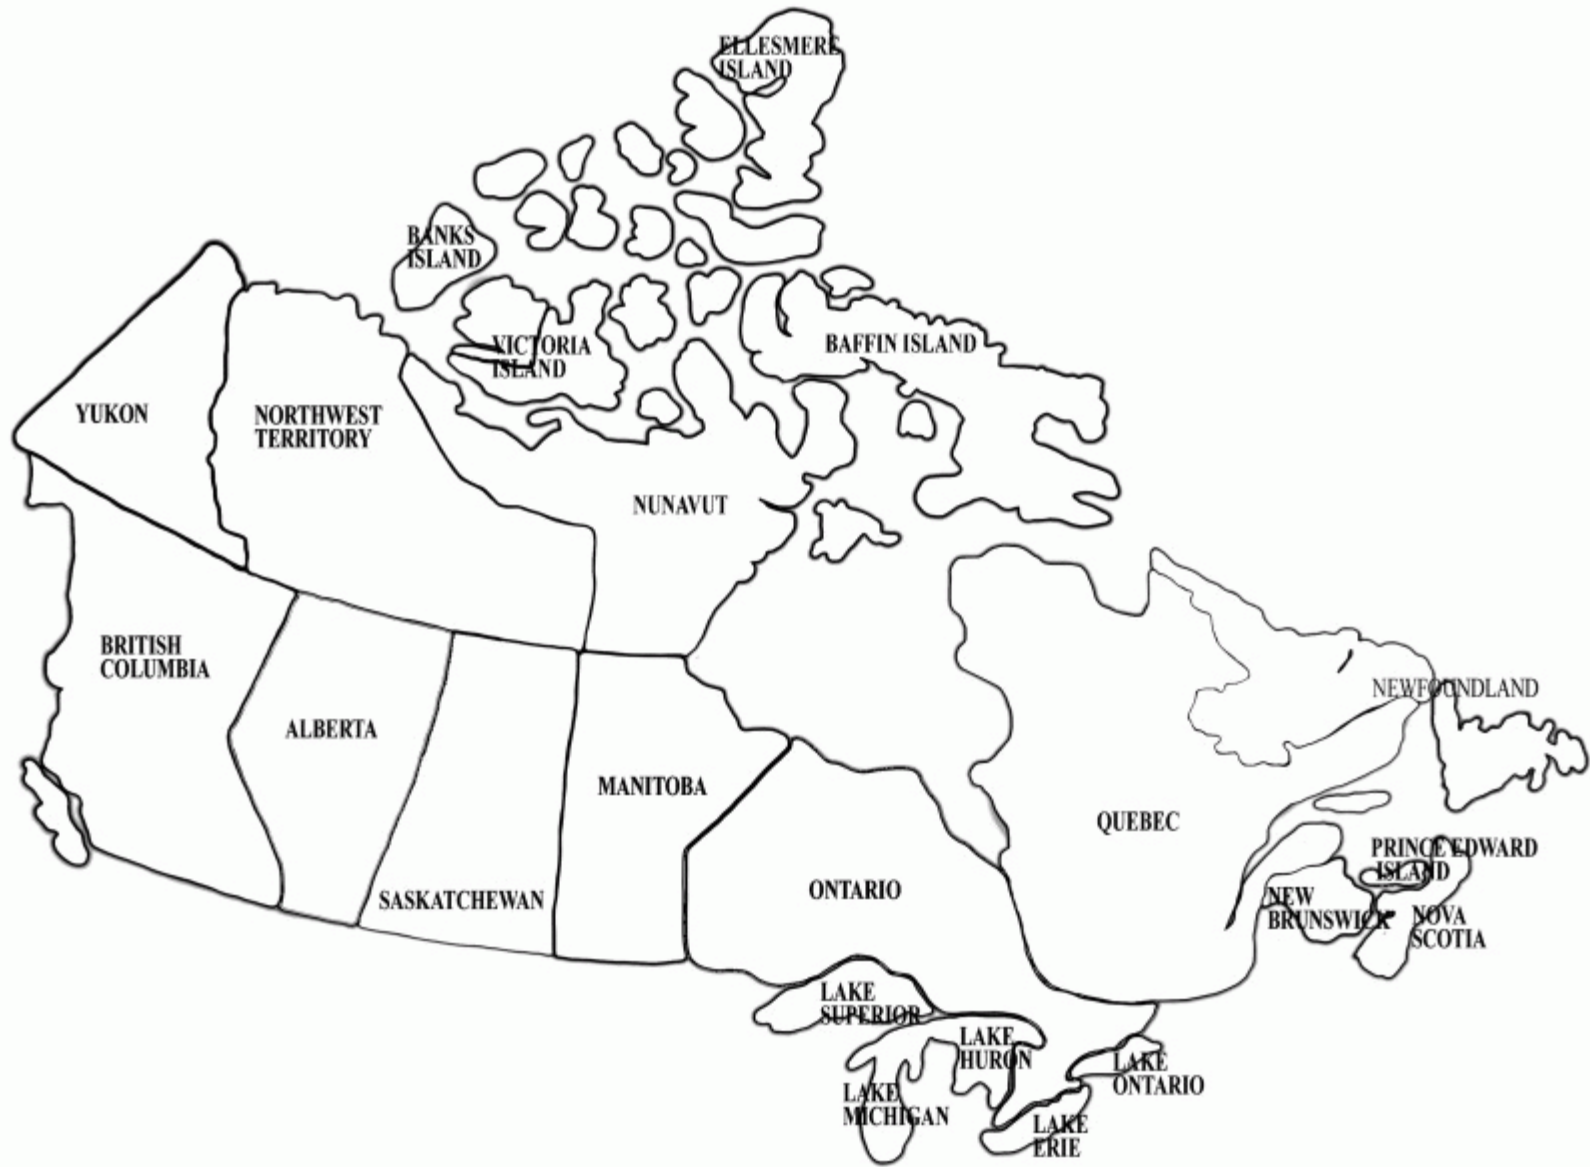 ELLESMERE
ISLAND
BANKS
ISLAND
VICTORIA
ISLAND
BAFFIN ISLAND
YUKON
NORTHWEST
TERRITORY
NUNAVUT
BRITISH
COLUMBIA
ALBERTA
SASKATCHEWAN
MANITOBA
ONTARIO
QUEBEC
NEWFOUNDLAND
PRINCE EDWARD
ISLAND
NEW
BRUNSWICK
NOVA
SCOTIA
LAKE
SUPERIOR
LAKE
HURON
LAKE
MICHIGAN
LAKE
ONTARIO
LAKE
ERIE